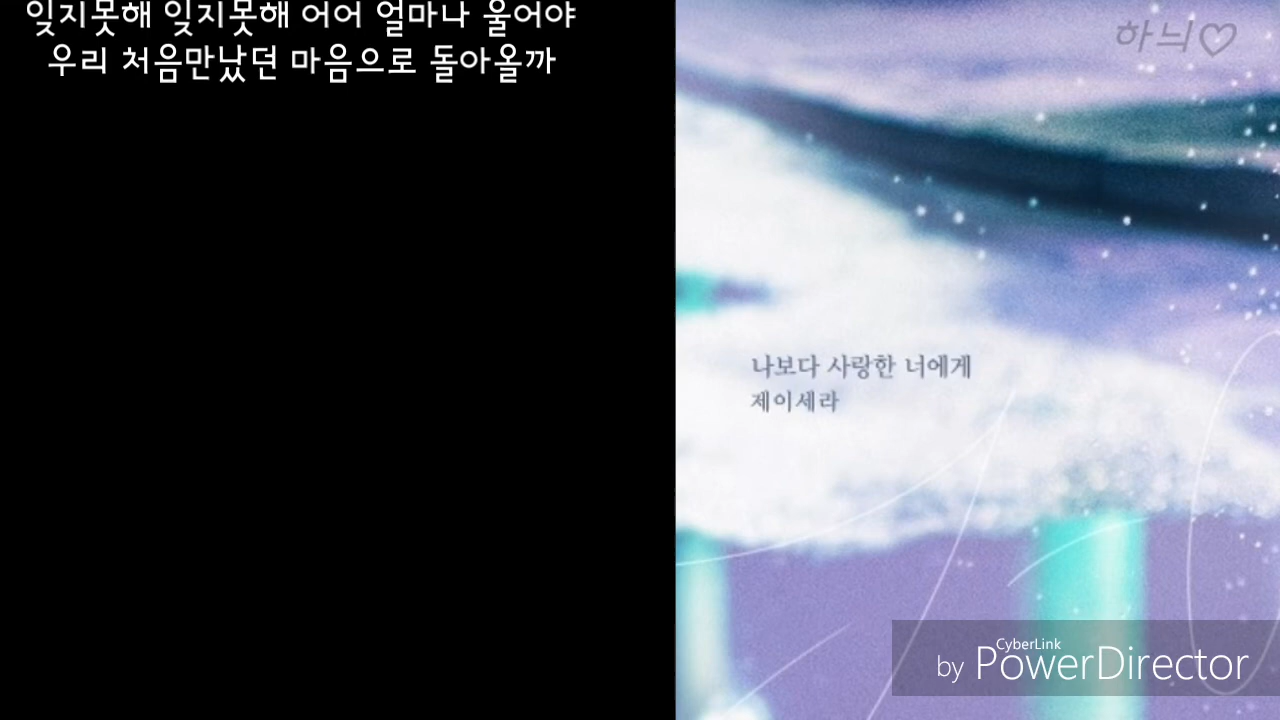 잊지못해 잊지못해 어어 얼마나 울어야
우리 처음만났던 마음으로 돌아올까
하늬♡
나보다 사랑한 너에게
제이세라
CyberLink
by PowerDirector